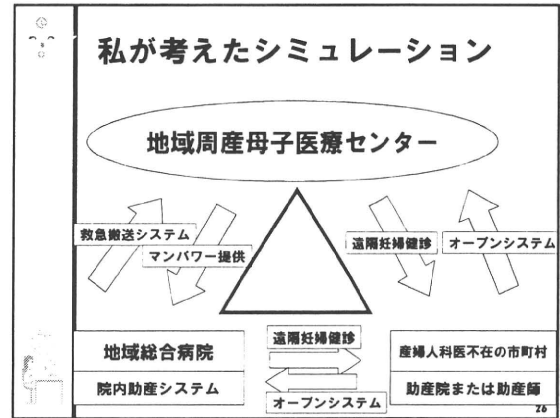 私が考えたシミュレーション
地域周産母子医療センター
救急搬送システム
マンパワー提供
遠隔妊婦健診
オープンシステム
地域総合病院
院内助産システム
遠隔妊婦健診
オープンシステム
産婦人科医不在の市町村
助産院または助産師
26